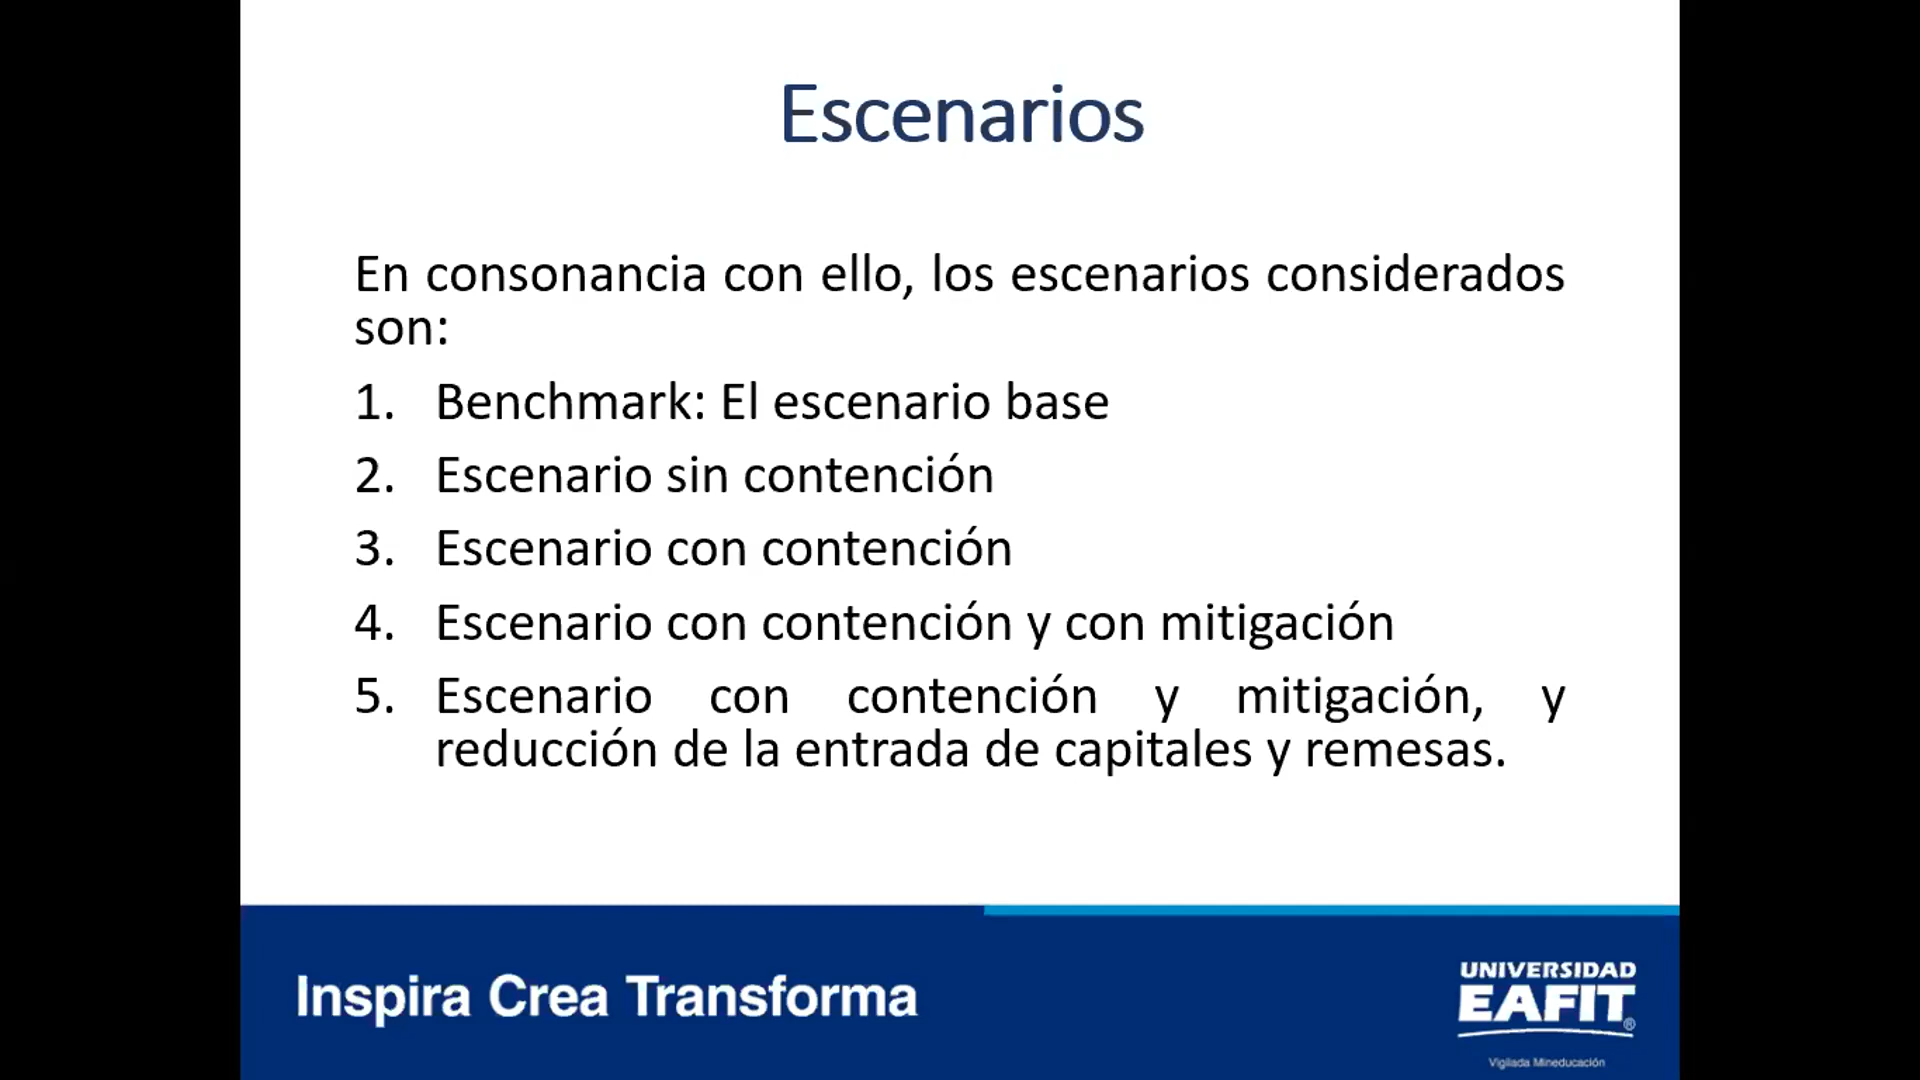 Escenarios
En consonancia con ello, los escenarios considerados
son:
1. Benchmark: El escenario base
2. Escenario sin contención
3. Escenario con contención
4. Escenario con contención y con mitigación
5. Escenario con contención y mitigación, y
reducción de la entrada de capitales y remesas.
Inspira Crea Transforma
UNIVERSIDAD
EAFIT®
Vigilada Mineducación